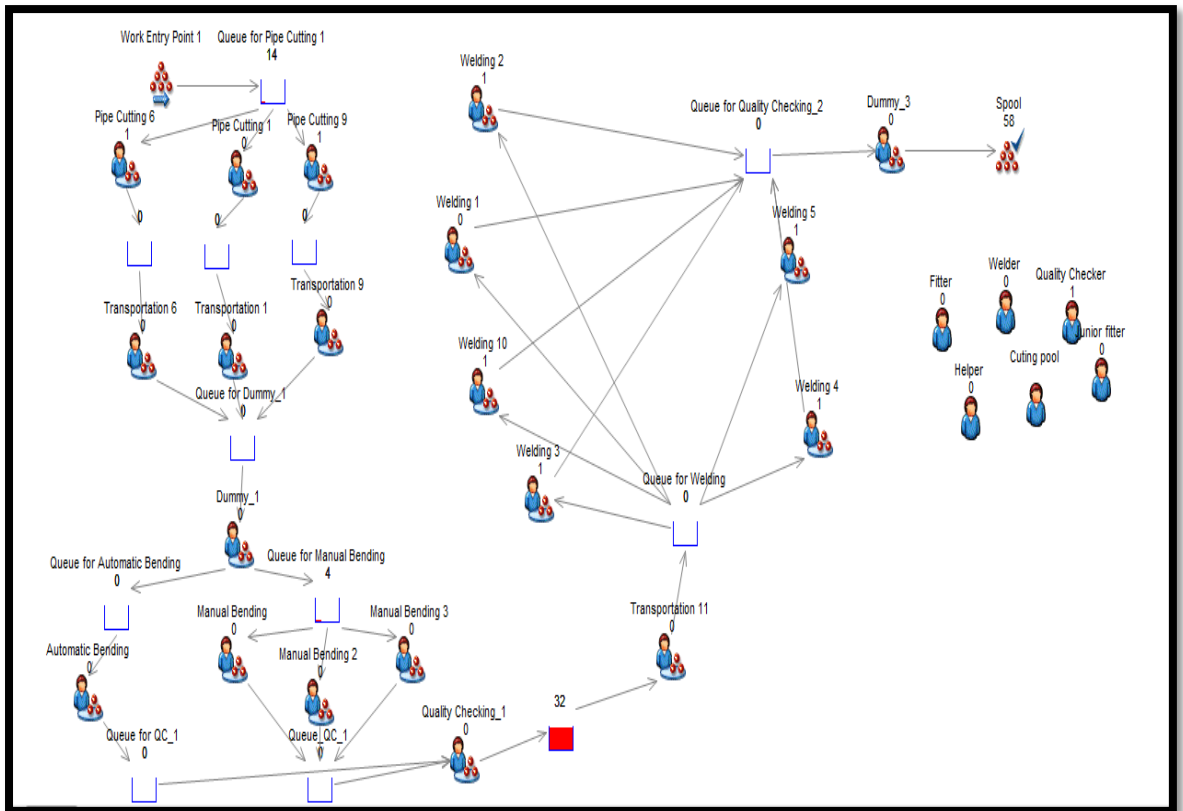 Work Entry Point 1
Queue for Pipe Cutting 1
14
Pipe Cutting 6
1
Pipe Cutting 1
0
Pipe Cutting 9
1
0
0
0
Transportation 6
0
Transportation 1
0
Transportation 9
0
Queue for Dummy_1
0
Dummy_1
0
Queue for Automatic Bending
0
Queue for Manual Bending
4
Automatic Bending
0
Manual Bending
0
Manual Bending 2
0
Manual Bending 3
0
Queue for QC_1
0
Queue_QC_1
0
Quality Checking_1
0
32
Transportation 11
0
Queue for Welding
0
Welding 2
1
Welding 1
0
Welding 10
1
Welding 3
1
Welding 5
1
Welding 4
1
Queue for Quality Checking_2
0
Dummy_3
0
Spool
58
Fitter
0
Welder
0
Quality Checker
1
Junior fitter
0
Helper
0
Cuting pool